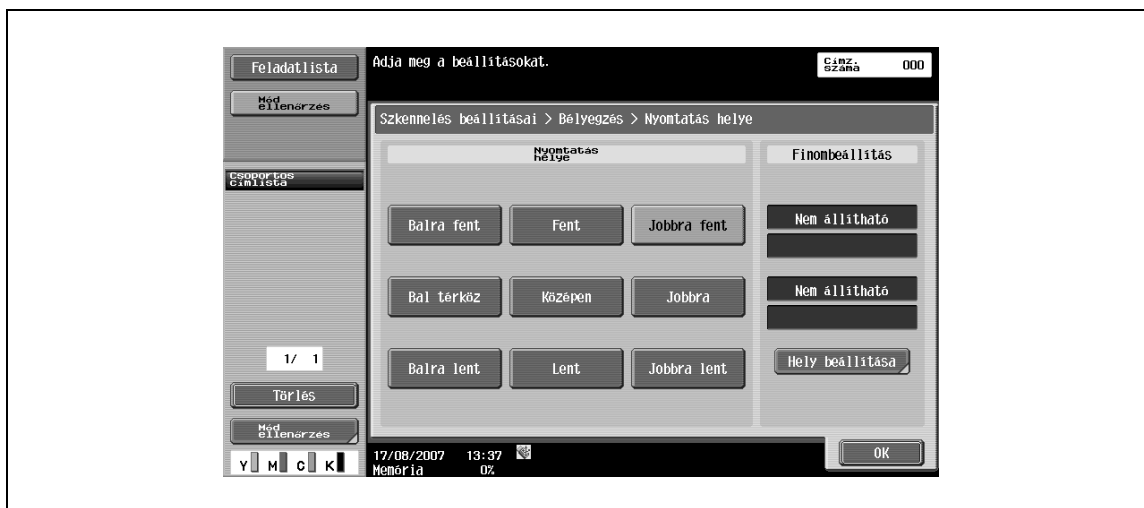 Feladatlista
Mód
ellenőrzés
Csoportos
címlista
1/ 1
Törlés
Mód
ellenőrzés
Y M C K
Adja meg a beállításokat.
Címz.
száma 000
Szkennelés beállításai > Bélyegzés > Nyomtatás helye
Nyomtatás
helye
Balra fent Fent Jobbra fent
Bal térköz Középen Jobbra
Balra lent Lent Jobbra lent
Finombeállítás
Nem állítható
Nem állítható
Hely beállítása
17/08/2007 13:37
Memória 0%
OK